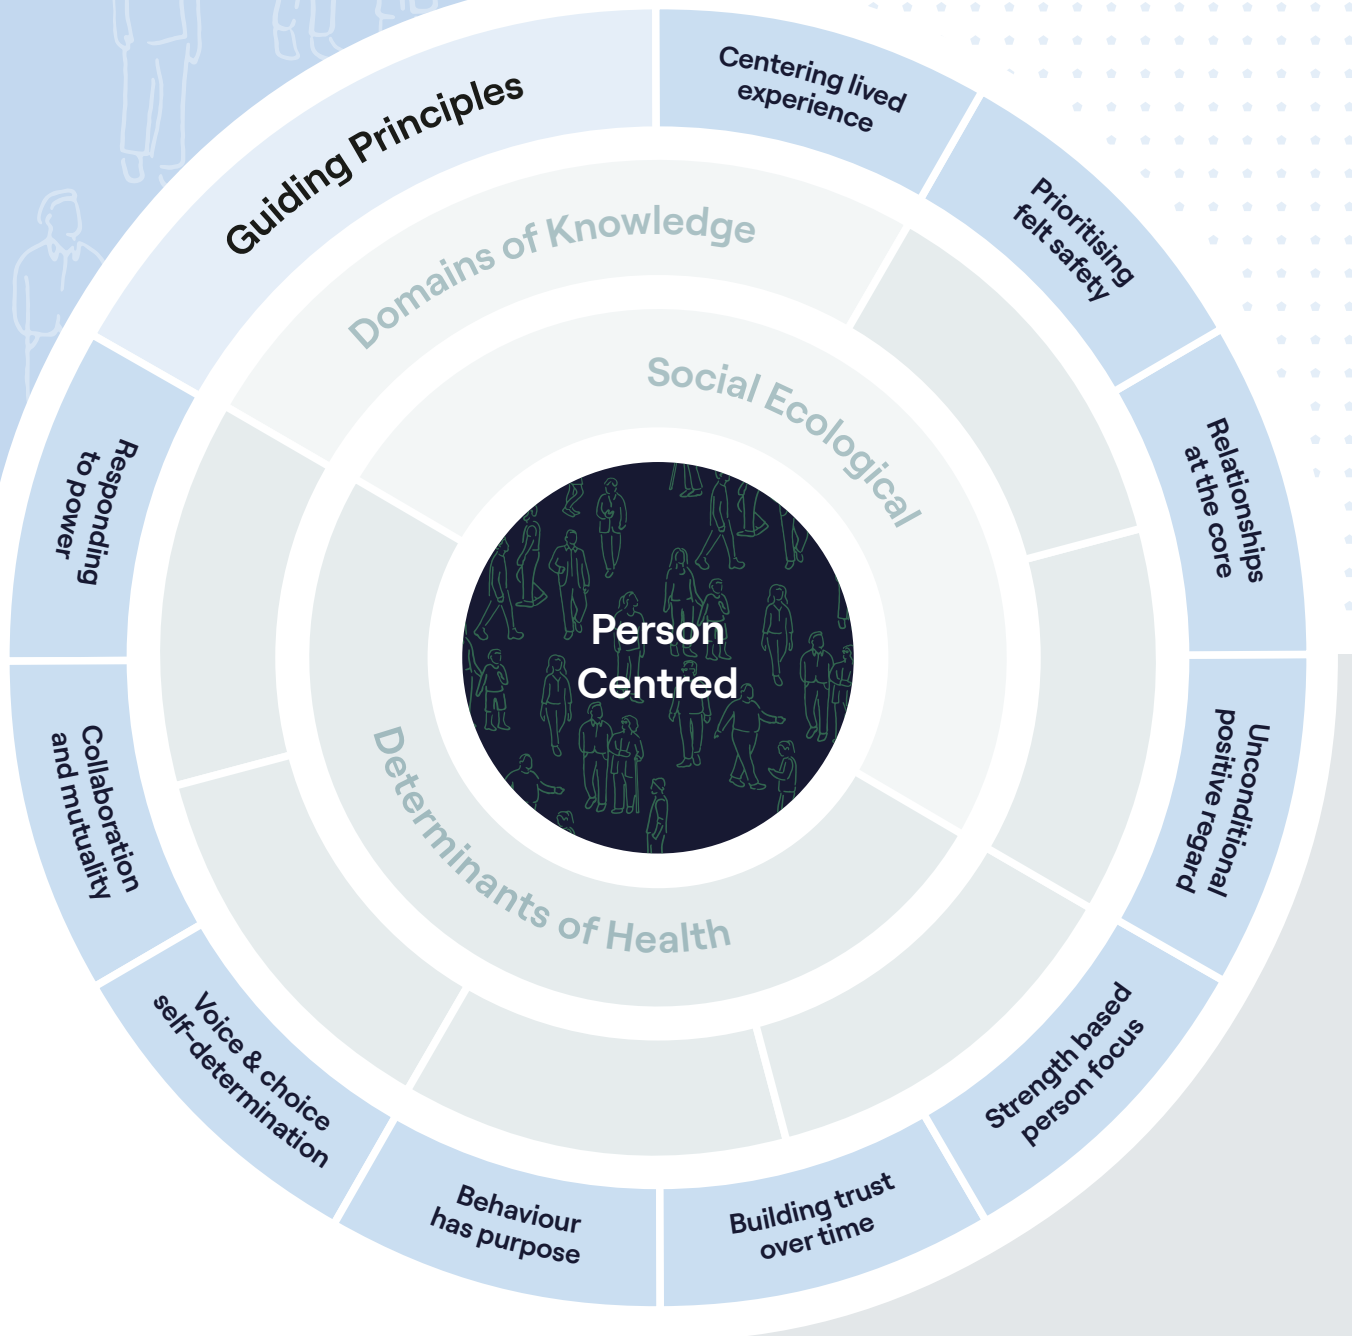 Guiding Principles
Centering lived
experience
Prioritising
felt safety
Relationships
at the core
Unconditional
positive regard
Strength based
person focus
Building trust
over time
Behaviour
has purpose
Voice & choice
self-determination
Collaboration
and mutuality
Responding
to power
Domains of Knowledge
Social Ecological
Determinants of Health
Person
Centred